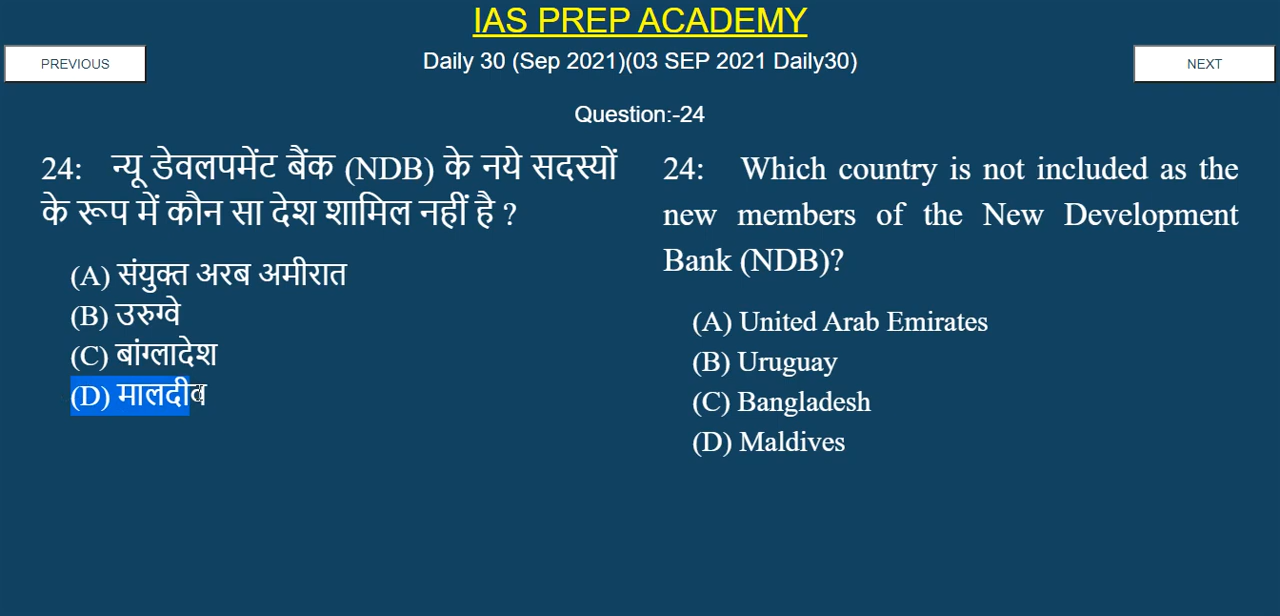 IAS PREP ACADEMY
PREVIOUS
Daily 30 (Sep 2021)(03 SEP 2021 Daily30)
NEXT
Question:-24
24: न्यू डेवलपमेंट बैंक (NDB) के नये सदस्यों
के रूप में कौन सा देश शामिल नहीं है ?
(A) संयुक्त अरब अमीरात
(B) उरुग्वे
(C) बांग्लादेश
(D) मालदीव
24: Which country is not included as the
new members of the New Development
Bank (NDB)?
(A) United Arab Emirates
(B) Uruguay
(C) Bangladesh
(D) Maldives